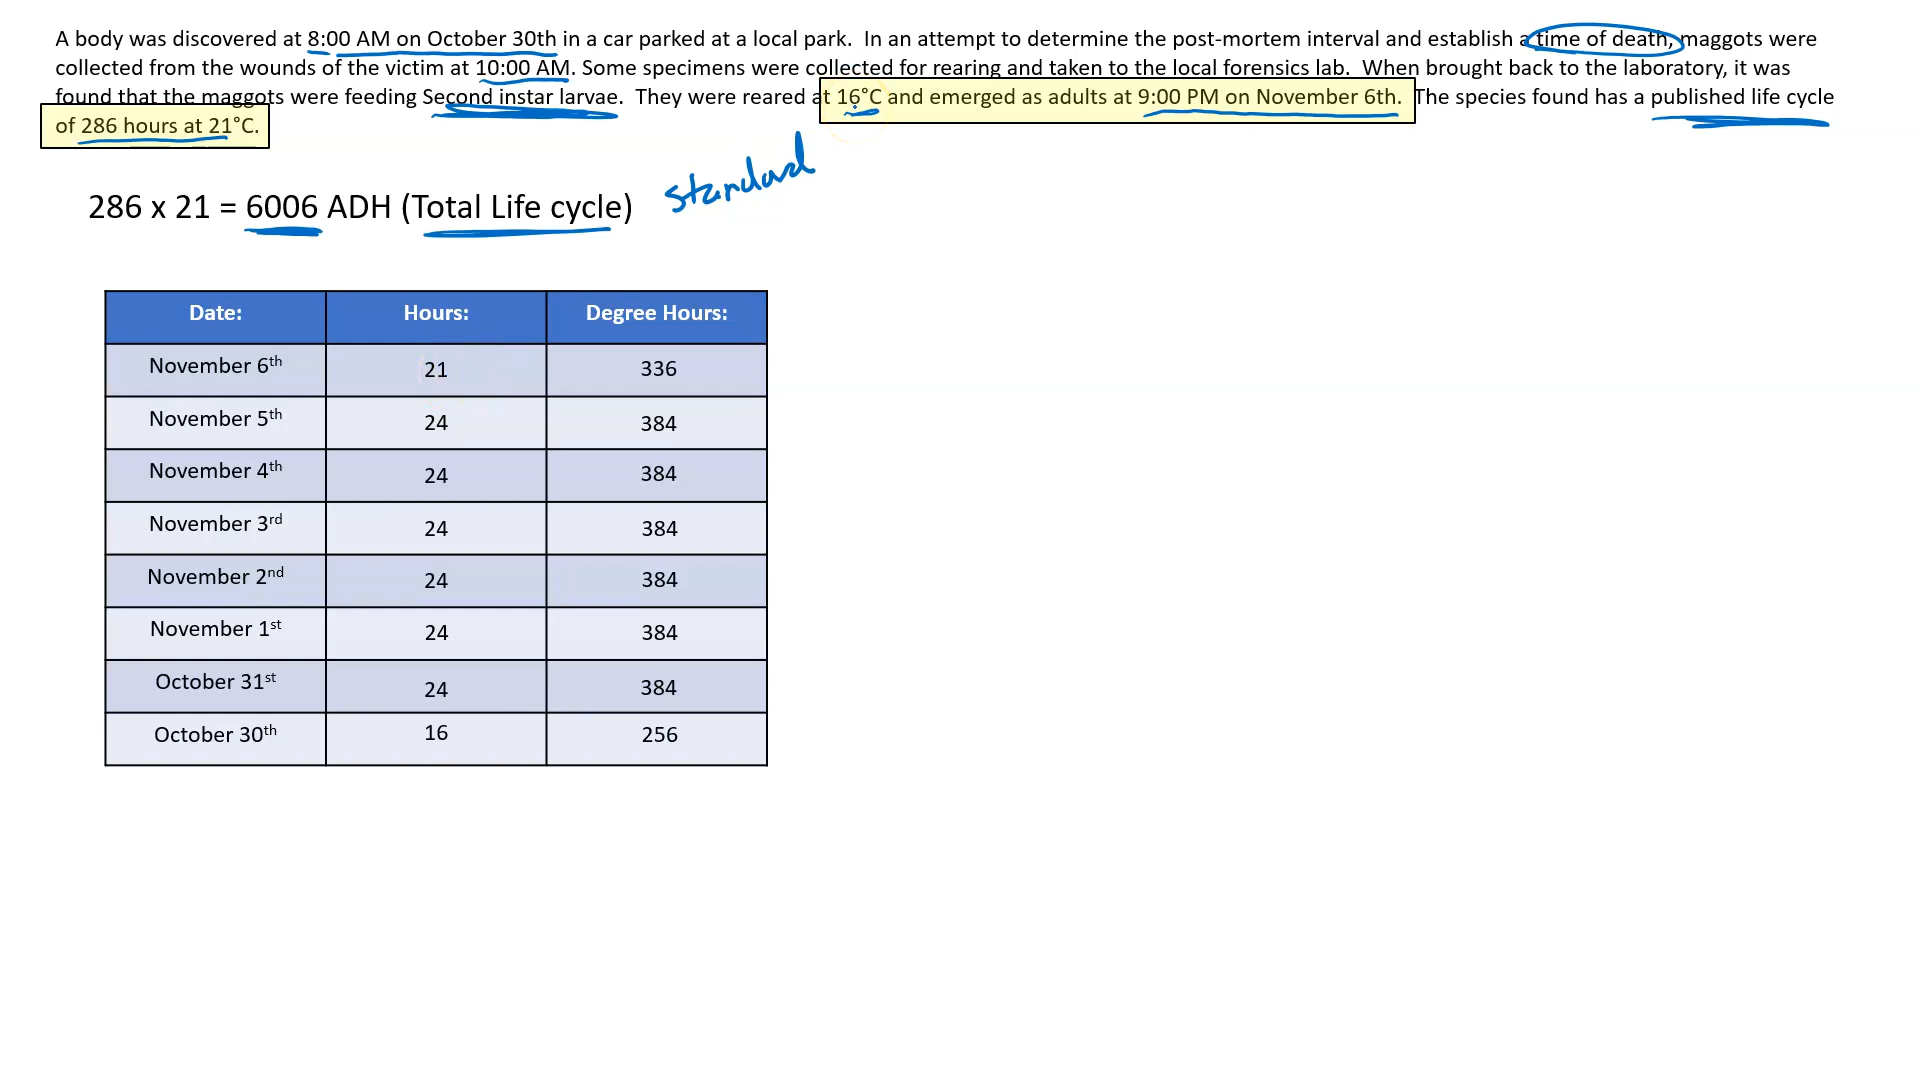 A body was discovered at 8:00 AM on October 30th in a car parked at a local park.  In an attempt to determine the post-mortem interval and establish a time of death, maggots were
collected from the wounds of the victim at 10:00 AM. Some specimens were collected for rearing and taken to the local forensics lab.  When brought back to the laboratory, it was
found that the maggots were feeding Second instar larvae.  They were reared at 16°C and emerged as adults at 9:00 PM on November 6th.  The species found has a published life cycle
of 286 hours at 21°C.
standard
286 x 21 = 6006 ADH (Total Life cycle)
Date: Hours: Degree Hours:
November 6th 21 336
November 5th 24 384
November 4th 24 384
November 3rd 24 384
November 2nd 24 384
November 1st 24 384
October 31st 24 384
October 30th 16 256